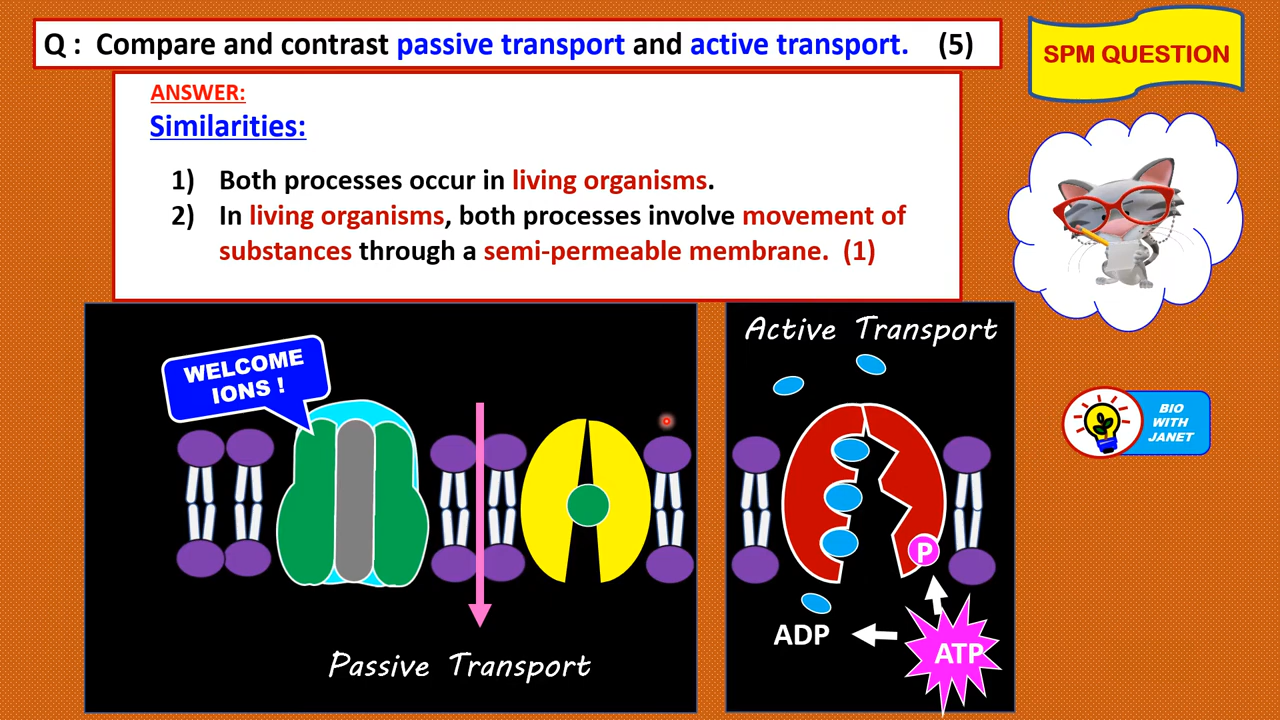 Q : Compare and contrast passive transport and active transport. (5)
SPM QUESTION
ANSWER:
Similarities:
1) Both processes occur in living organisms.
2) In living organisms, both processes involve movement of
substances through a semi-permeable membrane. (1)
WELCOME
IONS !
Passive Transport
Active Transport
P
ADP
ATP
BIO
WITH
JANET